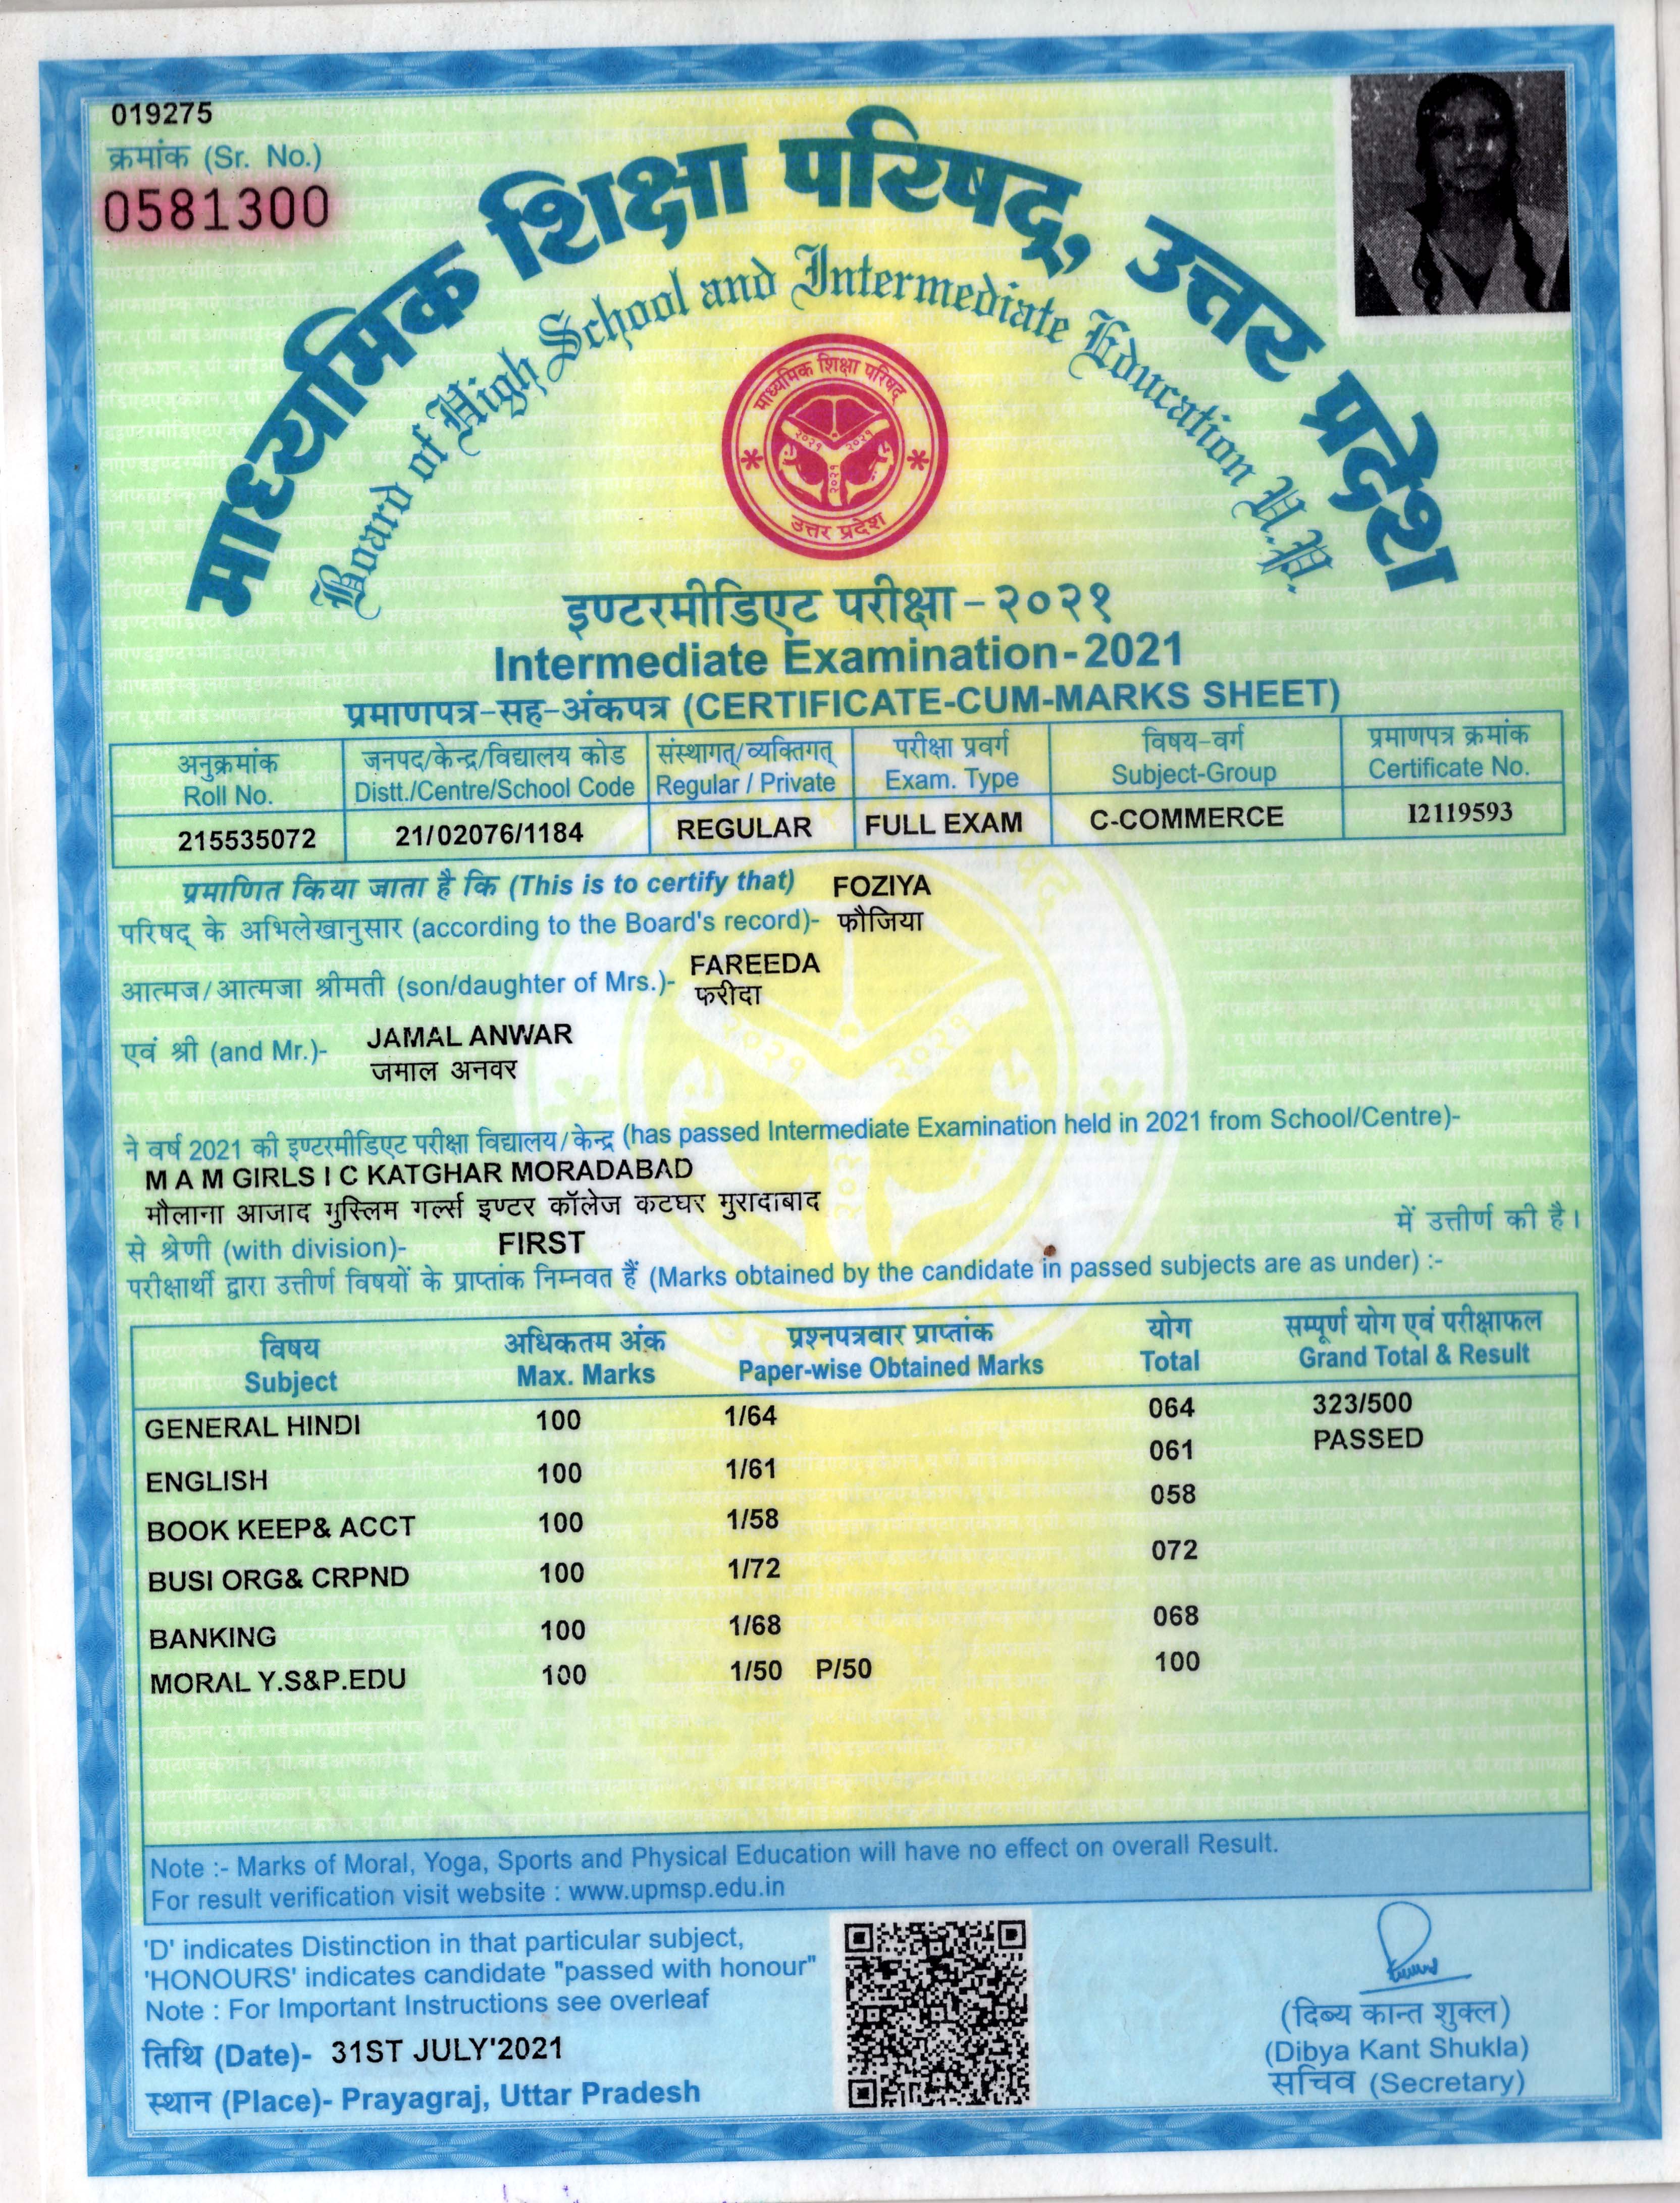 019275
क्रमांक (Sr. No.)
0581300
माध्यमिक शिक्षा परिषद्, उत्तर प्रदेश
Board of High School and Intermediate Education U.P.
माध्यमिक शिक्षा परिषद्
२०२१ २०२१
२०२१
उत्तर प्रदेश
इण्टरमीडिएट परीक्षा - २०२१
Intermediate Examination-2021
प्रमाणपत्र-सह-अंकपत्र (CERTIFICATE-CUM-MARKS SHEET)
अनुक्रमांक जनपद/केन्द्र/विद्यालय कोड संस्थागत्/व्यक्तिगत् परीक्षा प्रवर्ग विषय-वर्ग प्रमाणपत्र क्रमांक
Roll No. Distt./Centre/School Code Regular / Private Exam. Type Subject-Group Certificate No.
215535072 21/02076/1184 REGULAR FULL EXAM C-COMMERCE I2119593
प्रमाणित किया जाता है कि (This is to certify that) FOZIYA
परिषद् के अभिलेखानुसार (according to the Board's record)- फौजिया
आत्मज/आत्मजा श्रीमती (son/daughter of Mrs.)- FAREEDA
फरीदा
एवं श्री (and Mr.)- JAMAL ANWAR
जमाल अनवर
ने वर्ष 2021 की इण्टरमीडिएट परीक्षा विद्यालय/केन्द्र (has passed Intermediate Examination held in 2021 from School/Centre)-
M A M GIRLS I C KATGHAR MORADABAD
मौलाना आजाद मुस्लिम गर्ल्स इण्टर कॉलेज कटघर मुरादाबाद
में उत्तीर्ण की है।
से श्रेणी (with division)- FIRST
परीक्षार्थी द्वारा उत्तीर्ण विषयों के प्राप्तांक निम्नवत हैं (Marks obtained by the candidate in passed subjects are as under) :-
विषय अधिकतम अंक प्रश्नपत्रवार प्राप्तांक योग सम्पूर्ण योग एवं परीक्षाफल
Subject Max. Marks Paper-wise Obtained Marks Total Grand Total & Result
GENERAL HINDI 100 1/64 064 323/500
PASSED
ENGLISH 100 1/61 061
BOOK KEEP& ACCT 100 1/58 058
BUSI ORG& CRPND 100 1/72 072
BANKING 100 1/68 068
MORAL Y.S&P.EDU 100 1/50 P/50 100
Note :- Marks of Moral, Yoga, Sports and Physical Education will have no effect on overall Result.
For result verification visit website : www.upmsp.edu.in
'D' indicates Distinction in that particular subject,
'HONOURS' indicates candidate "passed with honour"
Note : For Important Instructions see overleaf
तिथि (Date)- 31ST JULY'2021
स्थान (Place)- Prayagraj, Uttar Pradesh
(दिब्य कान्त शुक्ल)
(Dibya Kant Shukla)
सचिव (Secretary)